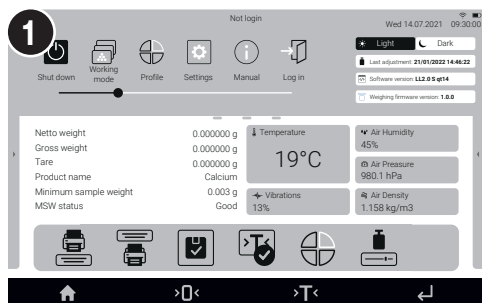 1
Not login
Wed 14.07.2021 09:30:00
Shut down
Working mode
Profile
Settings
Manual
Log in
Light
Dark
Last adjustment: 21/01/2022 14:46:22
Software version: LL2.0 S qt14
Weighing firmware version: 1.0.0
Netto weight 0.000000 g
Gross weight 0.000000 g
Tare 0.000000 g
Product name Calcium
Minimum sample weight 0.003 g
MSW status Good
Temperature
19°C
Vibrations
13%
Air Humidity
45%
Air Preasure
980.1 hPa
Air Density
1.158 kg/m3
>T<
>0<
>T<